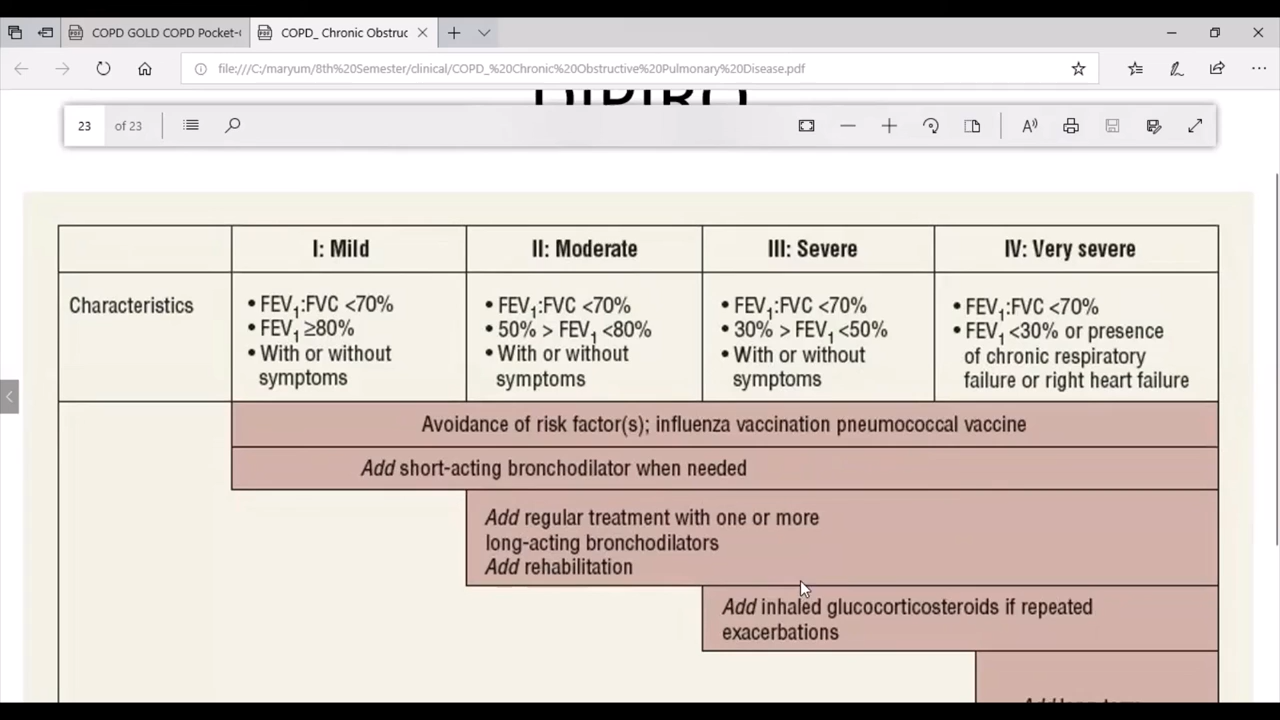 COPD GOLD COPD Pocket-
COPD_ Chronic Obstruc
file:///C:/maryum/8th%20Semester/clinical/COPD_%20Chronic%20Obstructive%20Pulmonary%20Disease.pdf
DIPIRO
23 of 23
I: Mild II: Moderate III: Severe IV: Very severe
Characteristics
• FEV1:FVC <70%
• FEV1 ≥80%
• With or without
symptoms
• FEV1:FVC <70%
• 50% > FEV1 <80%
• With or without
symptoms
• FEV1:FVC <70%
• 30% > FEV1 <50%
• With or without
symptoms
• FEV1:FVC <70%
• FEV1 <30% or presence
of chronic respiratory
failure or right heart failure
Avoidance of risk factor(s); influenza vaccination pneumococcal vaccine
Add short-acting bronchodilator when needed
Add regular treatment with one or more
long-acting bronchodilators
Add rehabilitation
Add inhaled glucocorticosteroids if repeated
exacerbations